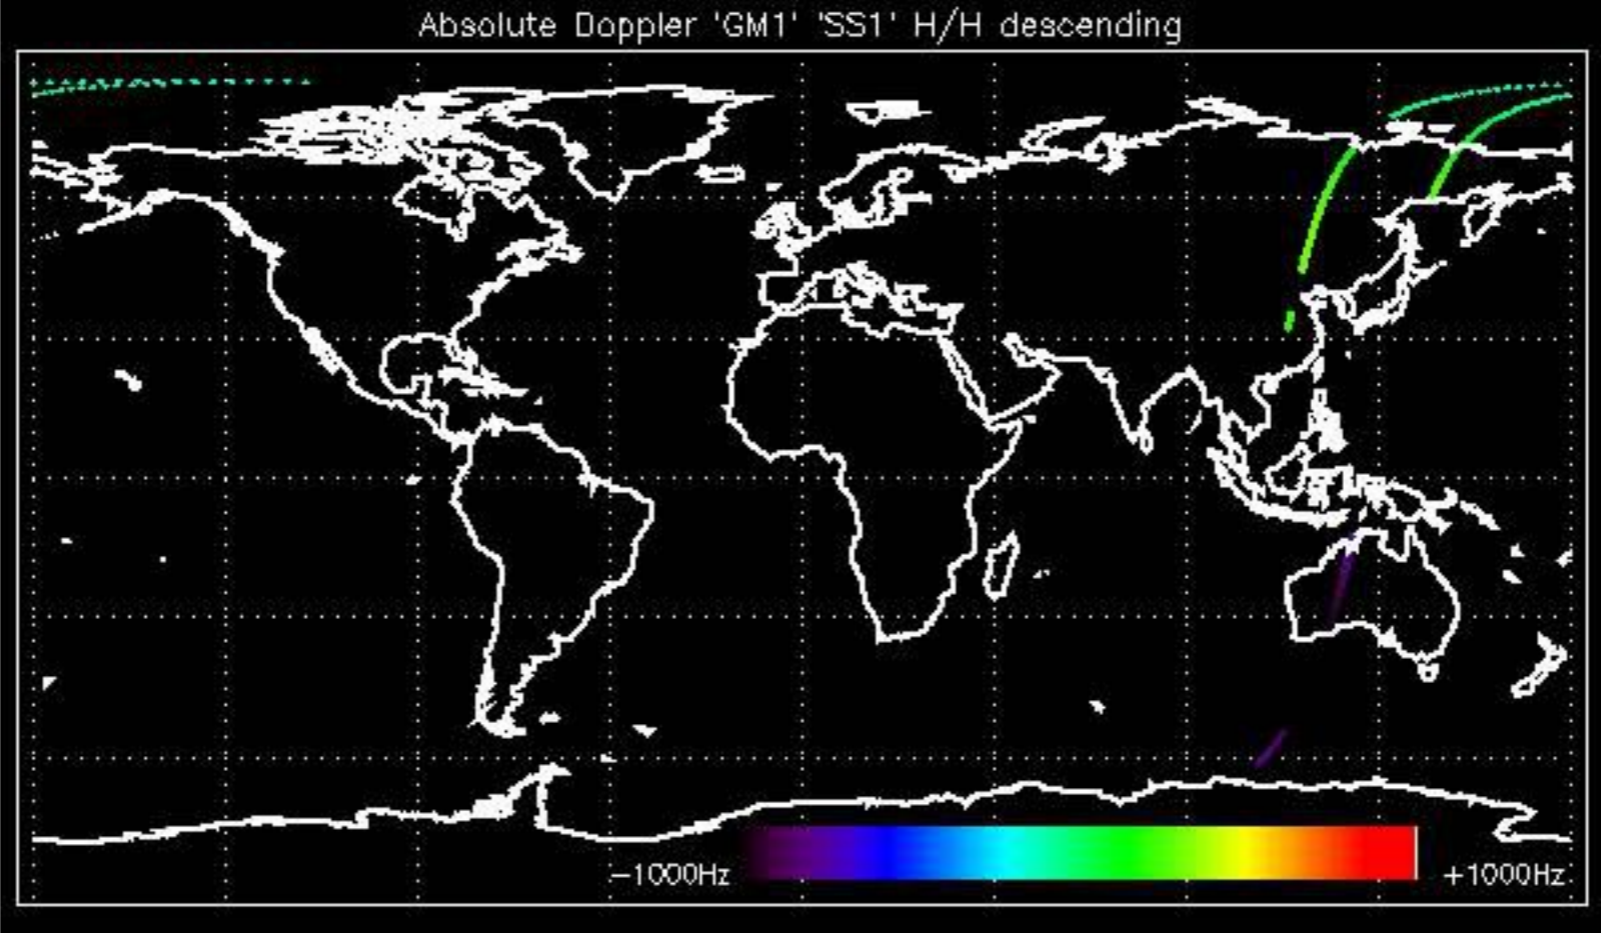 Absolute Doppler 'GM1' 'SS1' H/H descending
−1000Hz
+1000Hz